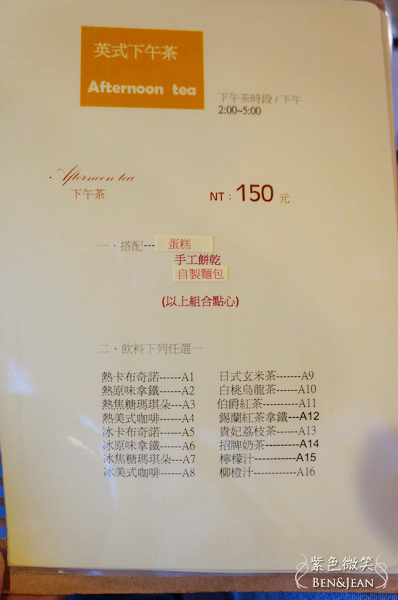 英式下午茶
Afternoon tea
下午茶時段/下午
2:00~5:00
Afternoon tea
下午茶
NT：150 元
一、搭配---蛋糕
手工餅乾
自製麵包
(以上組合點心)
二、飲料下列任選一
熱卡布奇諾------A1
熱原味拿鐵------A2
熱焦糖瑪琪朵---A3
熱美式咖啡------A4
冰卡布奇諾------A5
冰原味拿鐵------A6
冰焦糖瑪琪朵---A7
冰美式咖啡------A8
日式玄米茶-------A9
白桃烏龍茶------A10
伯爵紅茶---------A11
錫蘭紅茶拿鐵---A12
貴妃荔枝茶------A13
招牌奶茶---------A14
檸檬汁-----------A15
柳橙汁-----------A16
紫色微笑
BEN&JEAN